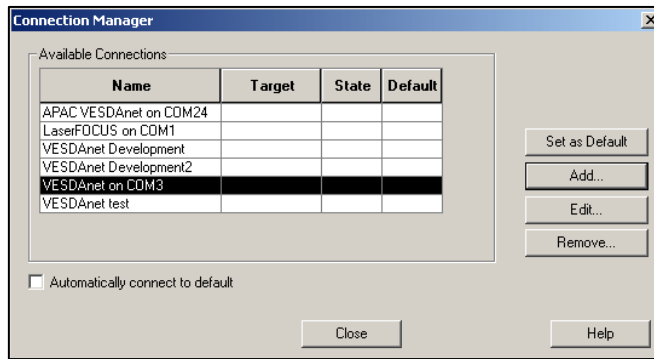 Connection Manager
Available Connections
Name Target State Default
APAC VESDAnet on COM24
LaserFOCUS on COM1
VESDAnet Development
VESDAnet Development2
VESDAnet on COM3
VESDAnet test
Set as Default
Add...
Edit...
Remove...
Automatically connect to default
Close
Help